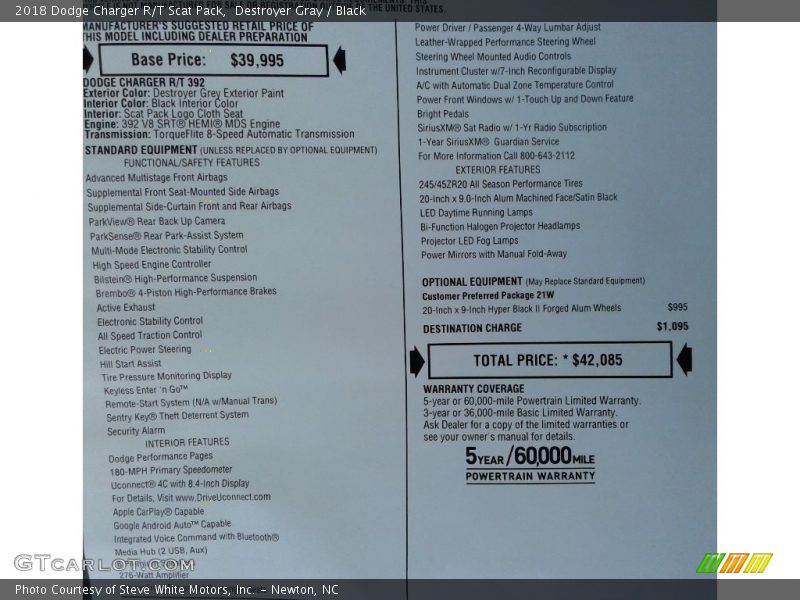 2018 Dodge Charger R/T Scat Pack, Destroyer Gray / Black
THE UNITED STATES.
MANUFACTURER'S SUGGESTED RETAIL PRICE OF
THIS MODEL INCLUDING DEALER PREPARATION
Base Price: $39,995
DODGE CHARGER R/T 392
Exterior Color: Destroyer Grey Exterior Paint
Interior Color: Black Interior Color
Interior: Scat Pack Logo Cloth Seat
Engine: 392 V8 SRT® HEMI® MDS Engine
Transmission: TorqueFlite 8-Speed Automatic Transmission
STANDARD EQUIPMENT (UNLESS REPLACED BY OPTIONAL EQUIPMENT)
FUNCTIONAL/SAFETY FEATURES
Advanced Multistage Front Airbags
Supplemental Front Seat-Mounted Side Airbags
Supplemental Side-Curtain Front and Rear Airbags
ParkView® Rear Back Up Camera
ParkSense® Rear Park-Assist System
Multi-Mode Electronic Stability Control
High Speed Engine Controller
Bilstein® High-Performance Suspension
Brembo® 4-Piston High-Performance Brakes
Active Exhaust
Electronic Stability Control
All Speed Traction Control
Electric Power Steering
Hill Start Assist
Tire Pressure Monitoring Display
Keyless Enter 'n Go™
Remote-Start System (N/A w/Manual Trans)
Sentry Key® Theft Deterrent System
Security Alarm
INTERIOR FEATURES
Dodge Performance Pages
180-MPH Primary Speedometer
Uconnect® 4C with 8.4-Inch Display
For Details, Visit www.DriveUconnect.com
Apple CarPlay® Capable
Google Android Auto™ Capable
Integrated Voice Command with Bluetooth®
Media Hub (2 USB, Aux)
276-Watt Amplifier
Power Driver / Passenger 4-Way Lumbar Adjust
Leather-Wrapped Performance Steering Wheel
Steering Wheel Mounted Audio Controls
Instrument Cluster w/7-Inch Reconfigurable Display
A/C with Automatic Dual Zone Temperature Control
Power Front Windows w/ 1-Touch Up and Down Feature
Bright Pedals
SiriusXM® Sat Radio w/ 1-Yr Radio Subscription
1-Year SiriusXM® Guardian Service
For More Information Call 800-643-2112
EXTERIOR FEATURES
245/45ZR20 All Season Performance Tires
20-Inch x 9.0-Inch Alum Machined Face/Satin Black
LED Daytime Running Lamps
Bi-Function Halogen Projector Headlamps
Projector LED Fog Lamps
Power Mirrors with Manual Fold-Away
OPTIONAL EQUIPMENT (May Replace Standard Equipment)
Customer Preferred Package 21W
20-Inch x 9-Inch Hyper Black II Forged Alum Wheels $995
DESTINATION CHARGE $1,095
TOTAL PRICE: * $42,085
WARRANTY COVERAGE
5-year or 60,000-mile Powertrain Limited Warranty.
3-year or 36,000-mile Basic Limited Warranty.
Ask Dealer for a copy of the limited warranties or
see your owner's manual for details.
5YEAR/60,000MILE
POWERTRAIN WARRANTY
GTCARLOT.COM
Photo Courtesy of Steve White Motors, Inc. – Newton, NC